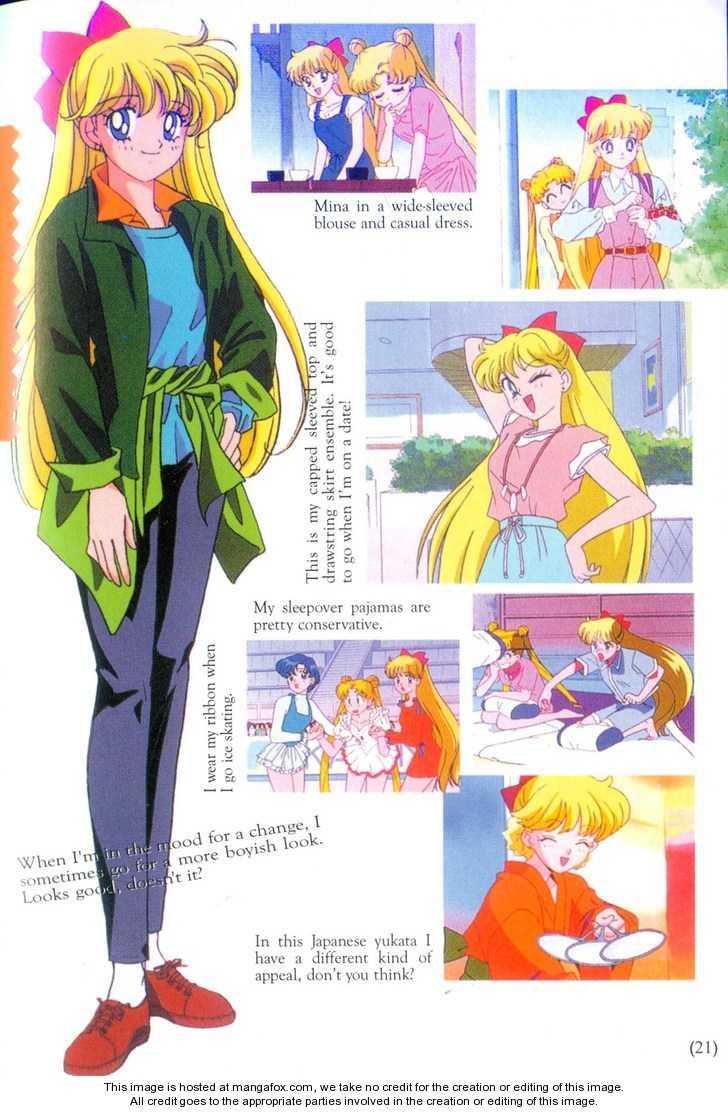 Mina in a wide-sleeved
blouse and casual dress.
This is my capped sleeved top and
drawstring skirt ensemble. It's good
to go when I'm on a date!
My sleepover pajamas are
pretty conservative.
I wear my ribbon when
I go ice skating.
When I'm in the mood for a change, I
sometimes go for a more boyish look.
Looks good, doesn't it?
In this Japanese yukata I
have a different kind of
appeal, don't you think?
(21)
This image is hosted at mangafox.com, we take no credit for the creation or editing of this image.
All credit goes to the appropriate parties involved in the creation or editing of this image.